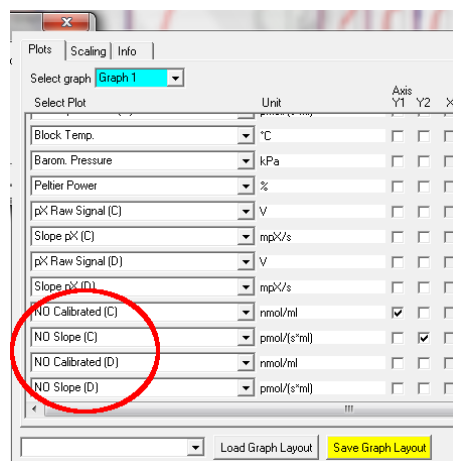 Plots Scaling Info
Select graph Graph 1
Axis
Select Plot Unit Y1 Y2 X
Block Temp. °C
Barom. Pressure kPa
Peltier Power %
pX Raw Signal (C) V
Slope pX (C) mpX/s
pX Raw Signal (D) V
Slope pX (D) mpX/s
NO Calibrated (C) nmol/ml
NO Slope (C) pmol/(s*ml)
NO Calibrated (D) nmol/ml
NO Slope (D) pmol/(s*ml)
Load Graph Layout Save Graph Layout